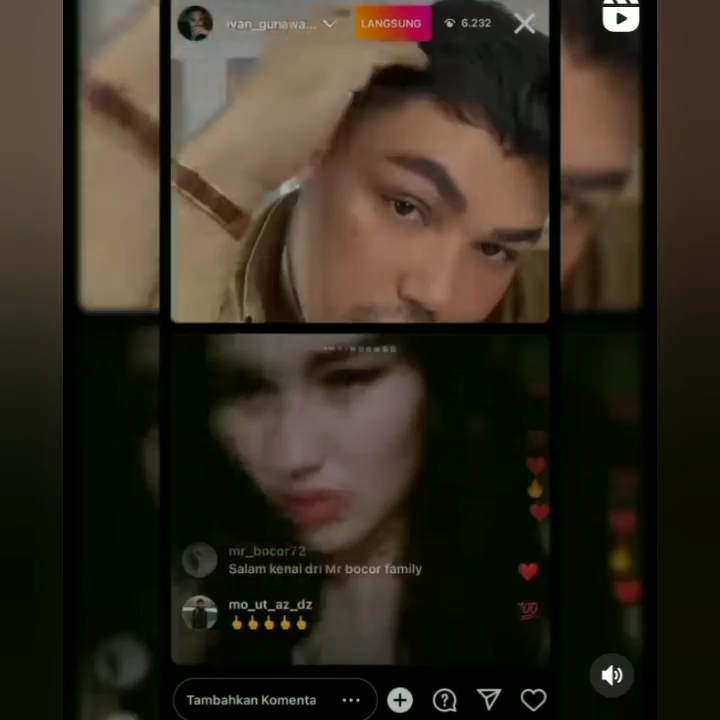 ivan_gunawa...
LANGSUNG
6.232
mr_bocor72
Salam kenal dri Mr bocor family
mo_ut_az_dz
Tambahkan Komenta